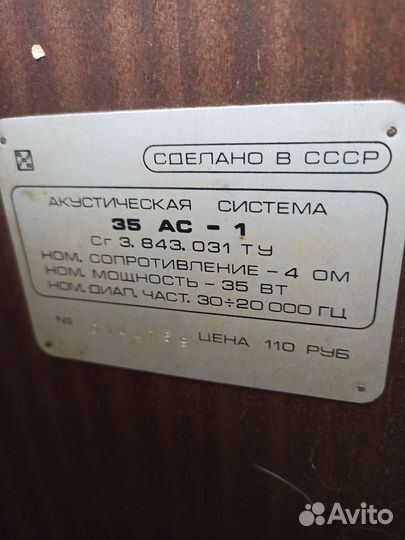 СДЕЛАНО В СССР
АКУСТИЧЕСКАЯ СИСТЕМА
35 АС - 1
Сг 3. 843. 031 ТУ
НОМ. СОПРОТИВЛЕНИЕ - 4 ОМ
НОМ. МОЩНОСТЬ - 35 ВТ
НОМ. ДИАП. ЧАСТ. 30÷20 000 ГЦ
№ ЦЕНА 110 РУБ
Avito